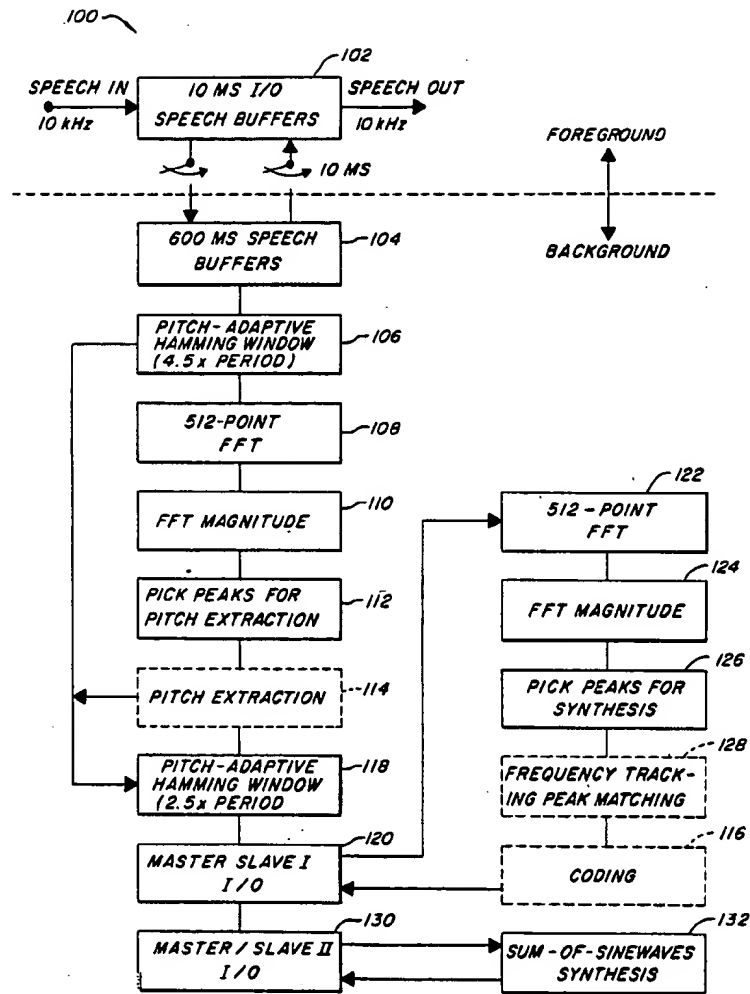 100
102
SPEECH IN
10 kHz
10 MS I/O
SPEECH BUFFERS
SPEECH OUT
10 kHz
10 MS
FOREGROUND
BACKGROUND
600 MS SPEECH
BUFFERS
104
PITCH-ADAPTIVE
HAMMING WINDOW
(4.5x PERIOD)
106
512-POINT
FFT
108
FFT MAGNITUDE
110
PICK PEAKS FOR
PITCH EXTRACTION
112
PITCH EXTRACTION
114
PITCH-ADAPTIVE
HAMMING WINDOW
(2.5x PERIOD
118
MASTER SLAVE I
I/O
120
MASTER / SLAVE II
I/O
130
122
512-POINT
FFT
124
FFT MAGNITUDE
126
PICK PEAKS FOR
SYNTHESIS
128
FREQUENCY TRACK-
ING PEAK MATCHING
116
CODING
132
SUM-OF-SINEWAVES
SYNTHESIS